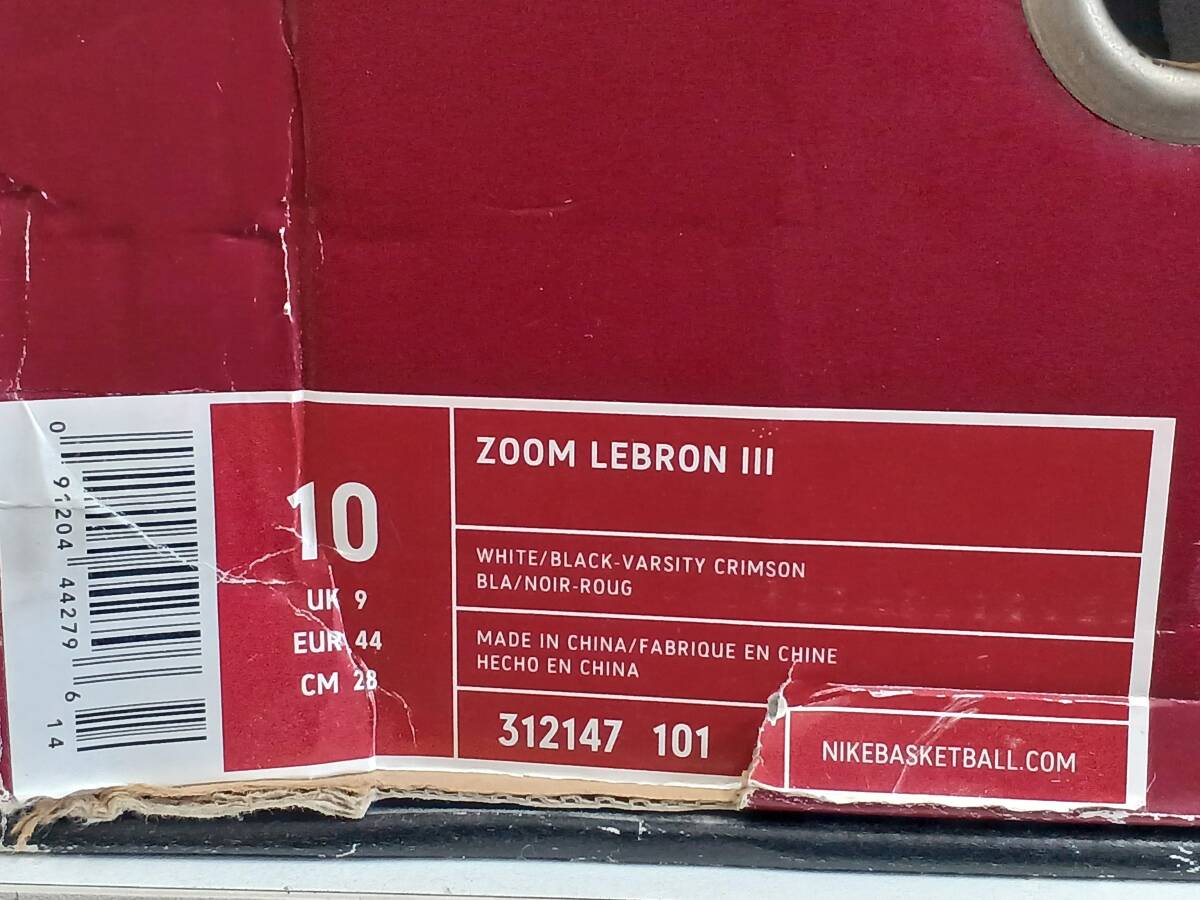 0 91204 44279 6 14
10
UK 9
EUR 44
CM 28
ZOOM LEBRON III
WHITE/BLACK-VARSITY CRIMSON
BLA/NOIR-ROUG
MADE IN CHINA/FABRIQUE EN CHINE
HECHO EN CHINA
312147 101
NIKEBASKETBALL.COM